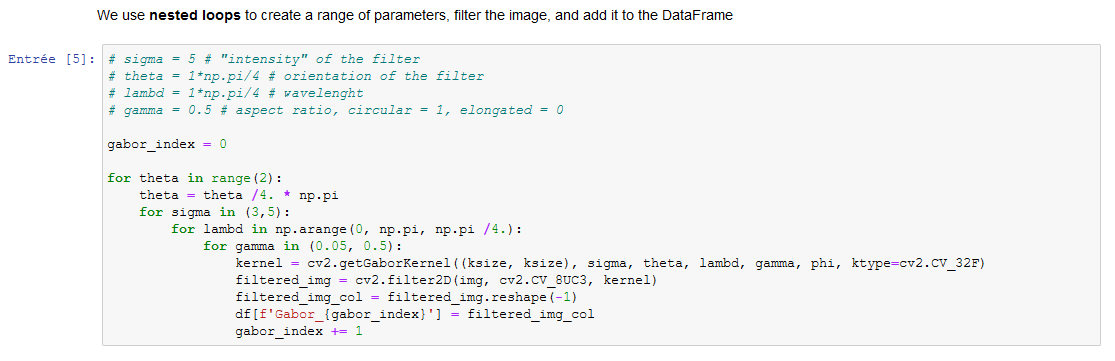 We use nested loops to create a range of parameters, filter the image, and add it to the DataFrame
Entrée [5]:
# sigma = 5 # "intensity" of the filter
# theta = 1*np.pi/4 # orientation of the filter
# lambd = 1*np.pi/4 # wavelenght
# gamma = 0.5 # aspect ratio, circular = 1, elongated = 0
gabor_index = 0
for theta in range(2):
    theta = theta /4. * np.pi
    for sigma in (3,5):
        for lambd in np.arange(0, np.pi, np.pi /4.):
            for gamma in (0.05, 0.5):
                kernel = cv2.getGaborKernel((ksize, ksize), sigma, theta, lambd, gamma, phi, ktype=cv2.CV_32F)
                filtered_img = cv2.filter2D(img, cv2.CV_8UC3, kernel)
                filtered_img_col = filtered_img.reshape(-1)
                df[f'Gabor_{gabor_index}'] = filtered_img_col
                gabor_index += 1